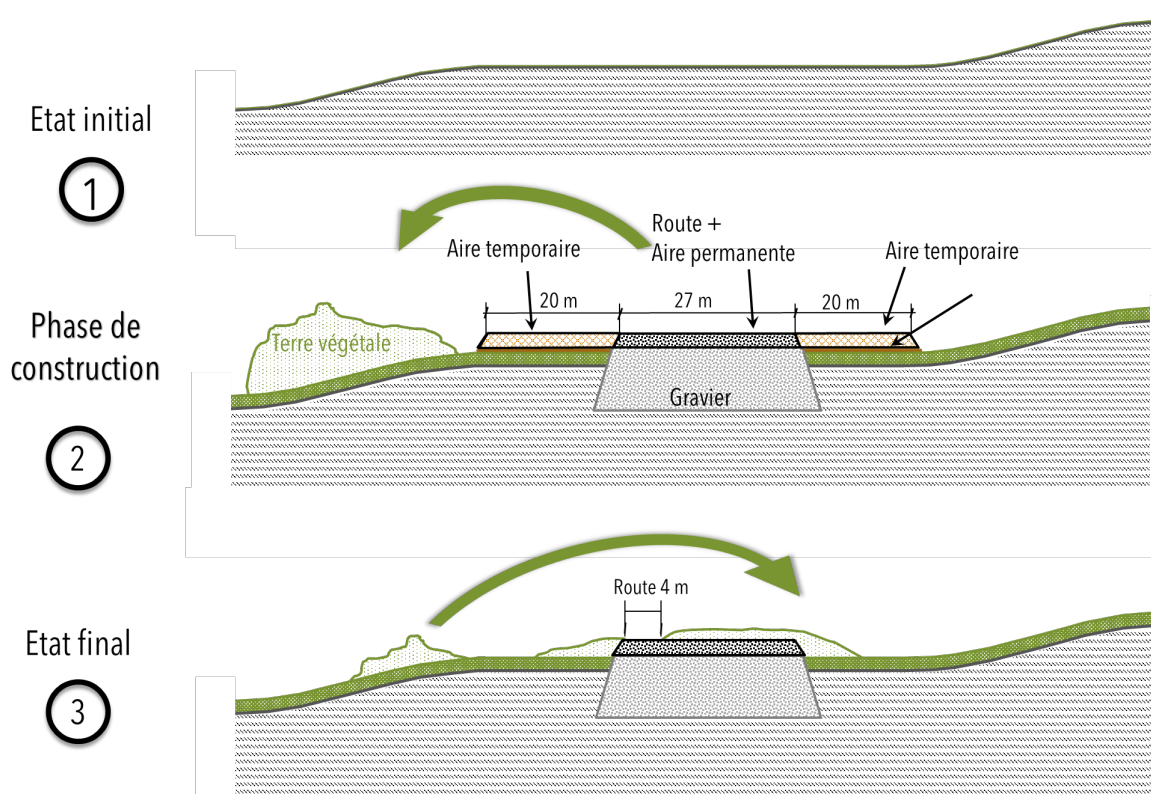 Etat initial
1
Route +
Aire permanente
Aire temporaire
Aire temporaire
20 m
27 m
20 m
Phase de
construction
Terre végétale
Gravier
2
Route 4 m
Etat final
3